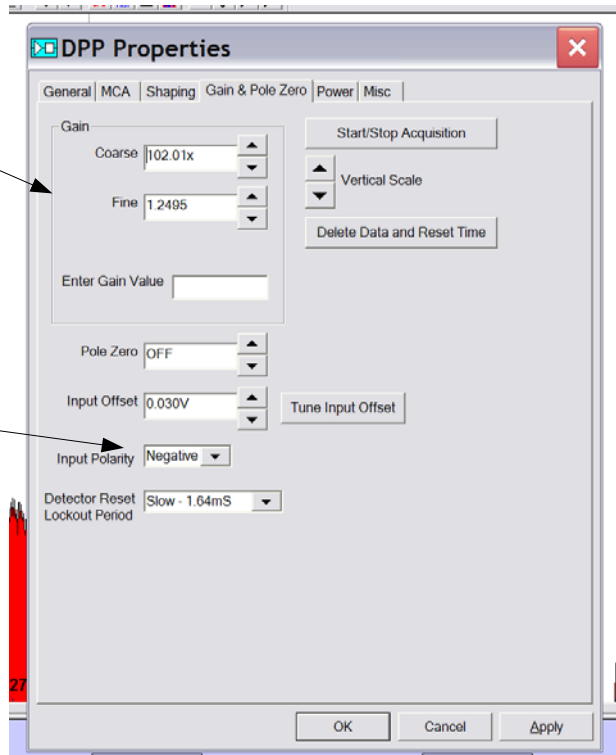 DPP Properties
General MCA Shaping Gain & Pole Zero Power Misc
Gain
Coarse 102.01x
Fine 1.2495
Enter Gain Value
Start/Stop Acquisition
Vertical Scale
Delete Data and Reset Time
Pole Zero OFF
Input Offset 0.030V Tune Input Offset
Input Polarity Negative
Detector Reset
Lockout Period
Slow - 1.64mS
27
OK Cancel Apply